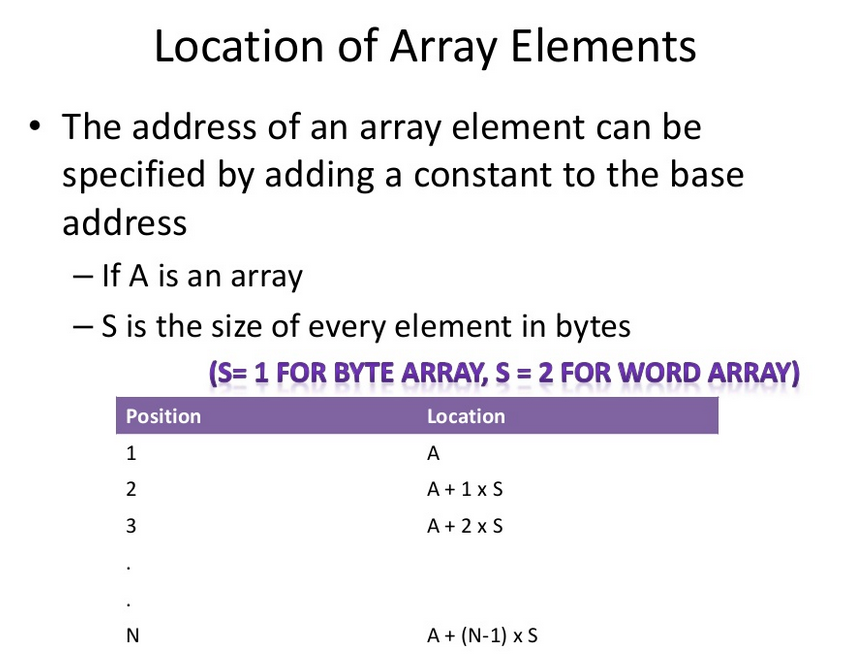 Location of Array Elements
• The address of an array element can be
specified by adding a constant to the base
address
– If A is an array
– S is the size of every element in bytes
(S= 1 FOR BYTE ARRAY, S = 2 FOR WORD ARRAY)
Position Location
1 A
2 A + 1 x S
3 A + 2 x S
.
.
N A + (N-1) x S